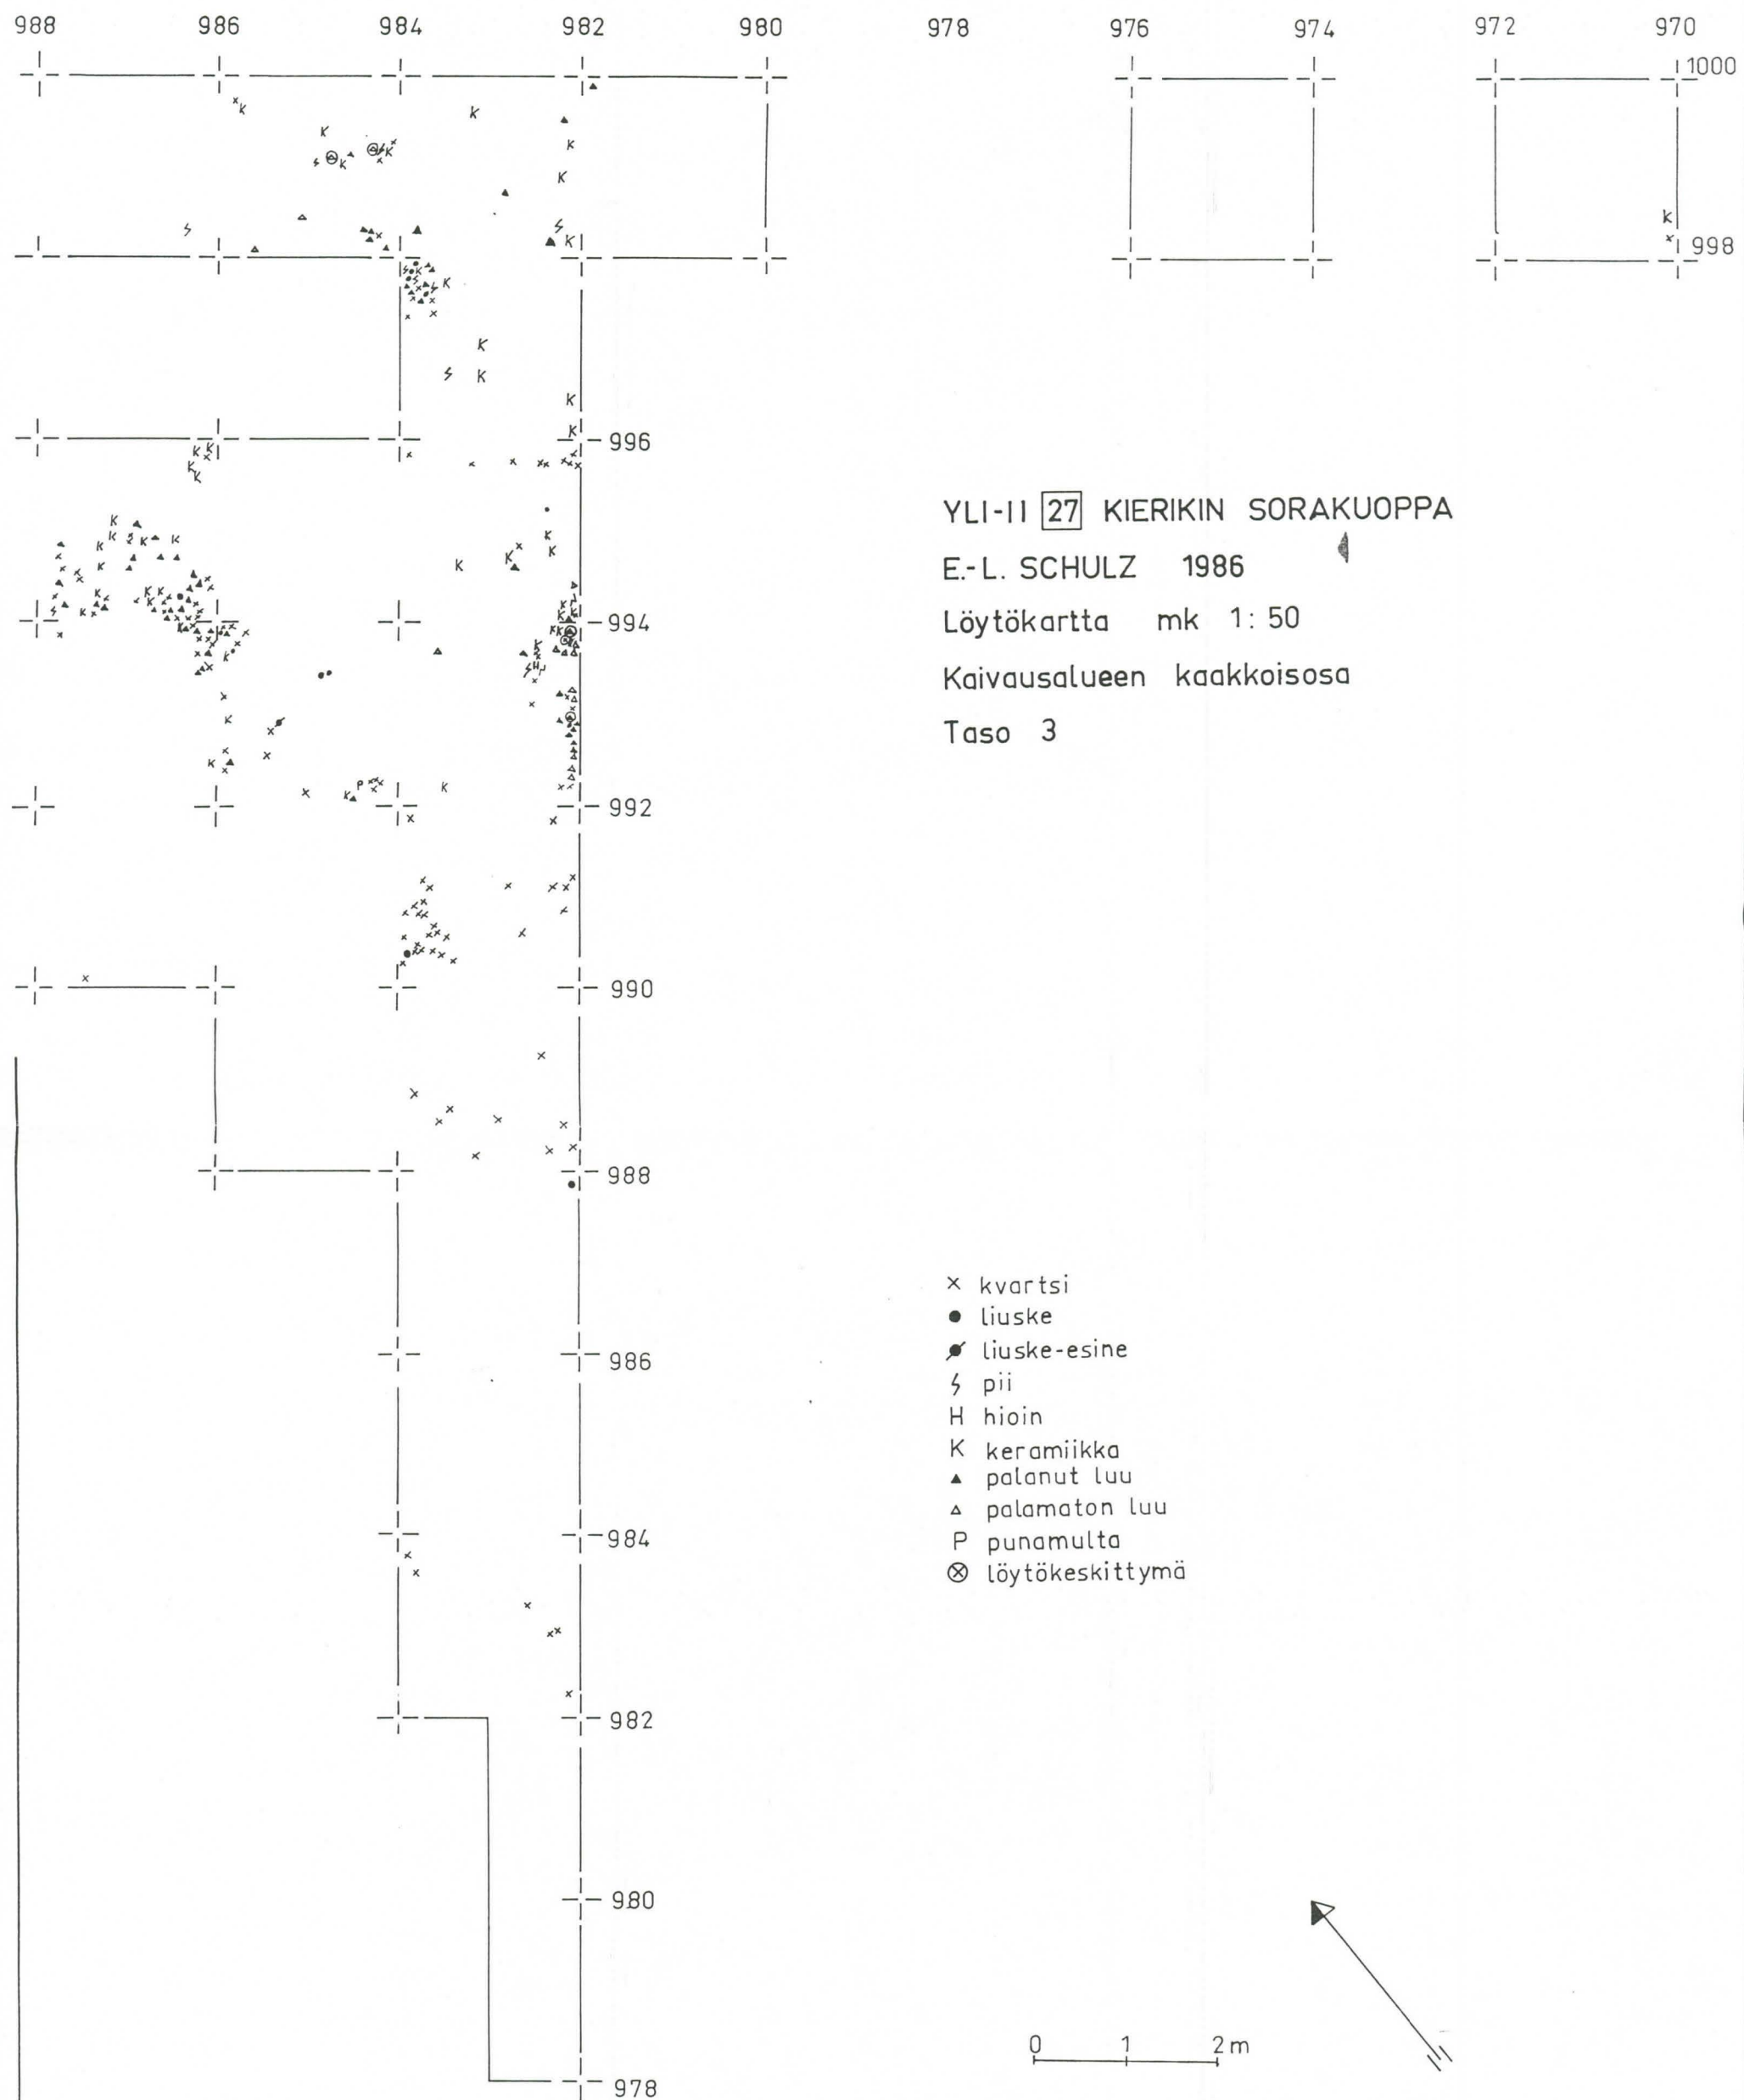 988 986 984 982 980 978 976 974 972 970
1000
998
996
994
992
990
988
986
984
982
980
978
YLI-II 27 KIERIKIN SORAKUOPPA
E.-L. SCHULZ 1986
Löytökartta mk 1:50
Kaivausalueen kaakkoisosa
Taso 3
x kvartsi
liuske
liuske-esine
pii
H hioin
K keramiikka
palanut luu
palamaton luu
P punamulta
löytökeskittymä
0 1 2m